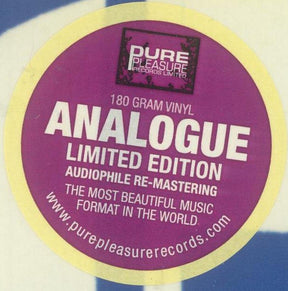 PURE
PLEASURE
RECORDS LIMITED
180 GRAM VINYL
ANALOGUE
LIMITED EDITION
AUDIOPHILE RE-MASTERING
THE MOST BEAUTIFUL MUSIC
FORMAT IN THE WORLD
www.purepleasurerecords.com